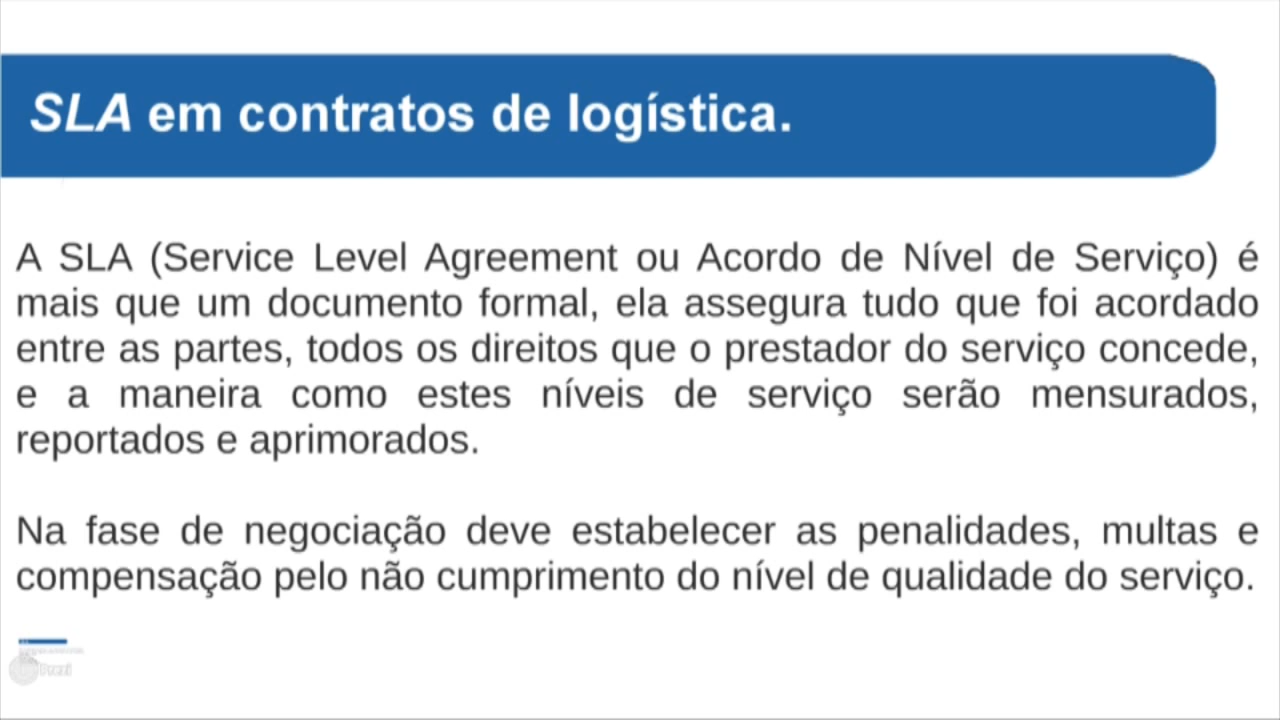 SLA em contratos de logística.
A SLA (Service Level Agreement ou Acordo de Nível de Serviço) é
mais que um documento formal, ela assegura tudo que foi acordado
entre as partes, todos os direitos que o prestador do serviço concede,
e a maneira como estes níveis de serviço serão mensurados,
reportados e aprimorados.
Na fase de negociação deve estabelecer as penalidades, multas e
compensação pelo não cumprimento do nível de qualidade do serviço.
Prezi